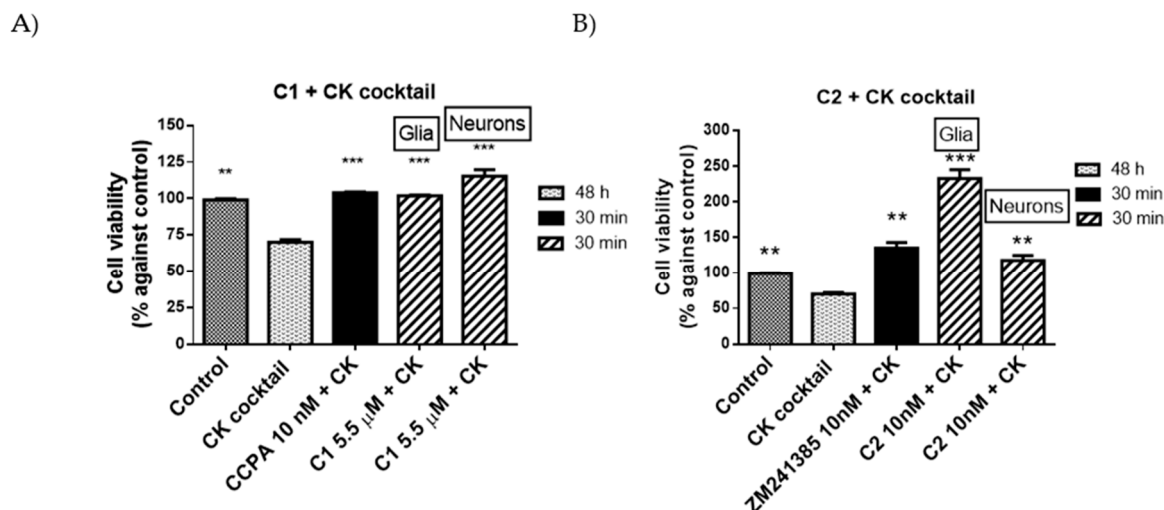 A)
C1 + CK cocktail
Cell viability
(% against control)
150
125
100
75
50
25
0
**
***
Glia
***
Neurons
***
48 h
30 min
30 min
Control
CK cocktail
CCPA 10 nM + CK
C1 5.5 μM + CK
C1 5.5 μM + CK
B)
C2 + CK cocktail
Cell viability
(% against control)
300
250
200
150
100
50
0
**
**
Glia
***
Neurons
**
48 h
30 min
30 min
Control
CK cocktail
ZM241385 10nM + CK
C2 10nM + CK
C2 10nM + CK